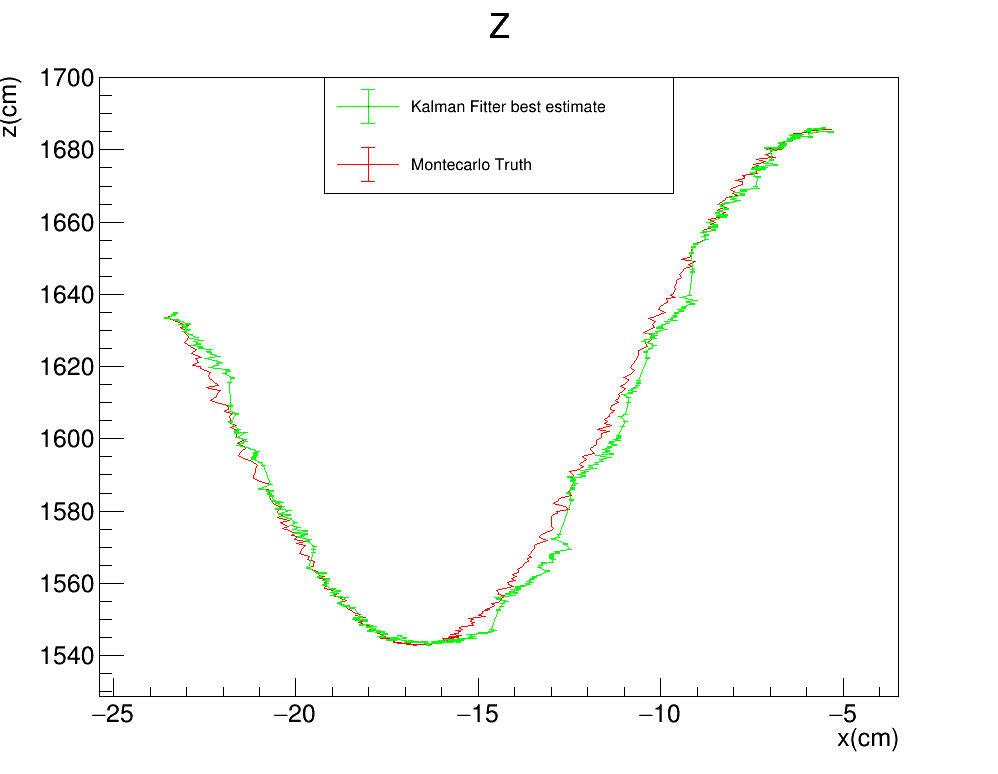 Z
z(cm)
1700
1680
1660
1640
1620
1600
1580
1560
1540
Kalman Fitter best estimate
Montecarlo Truth
−25 −20 −15 −10 −5
x(cm)